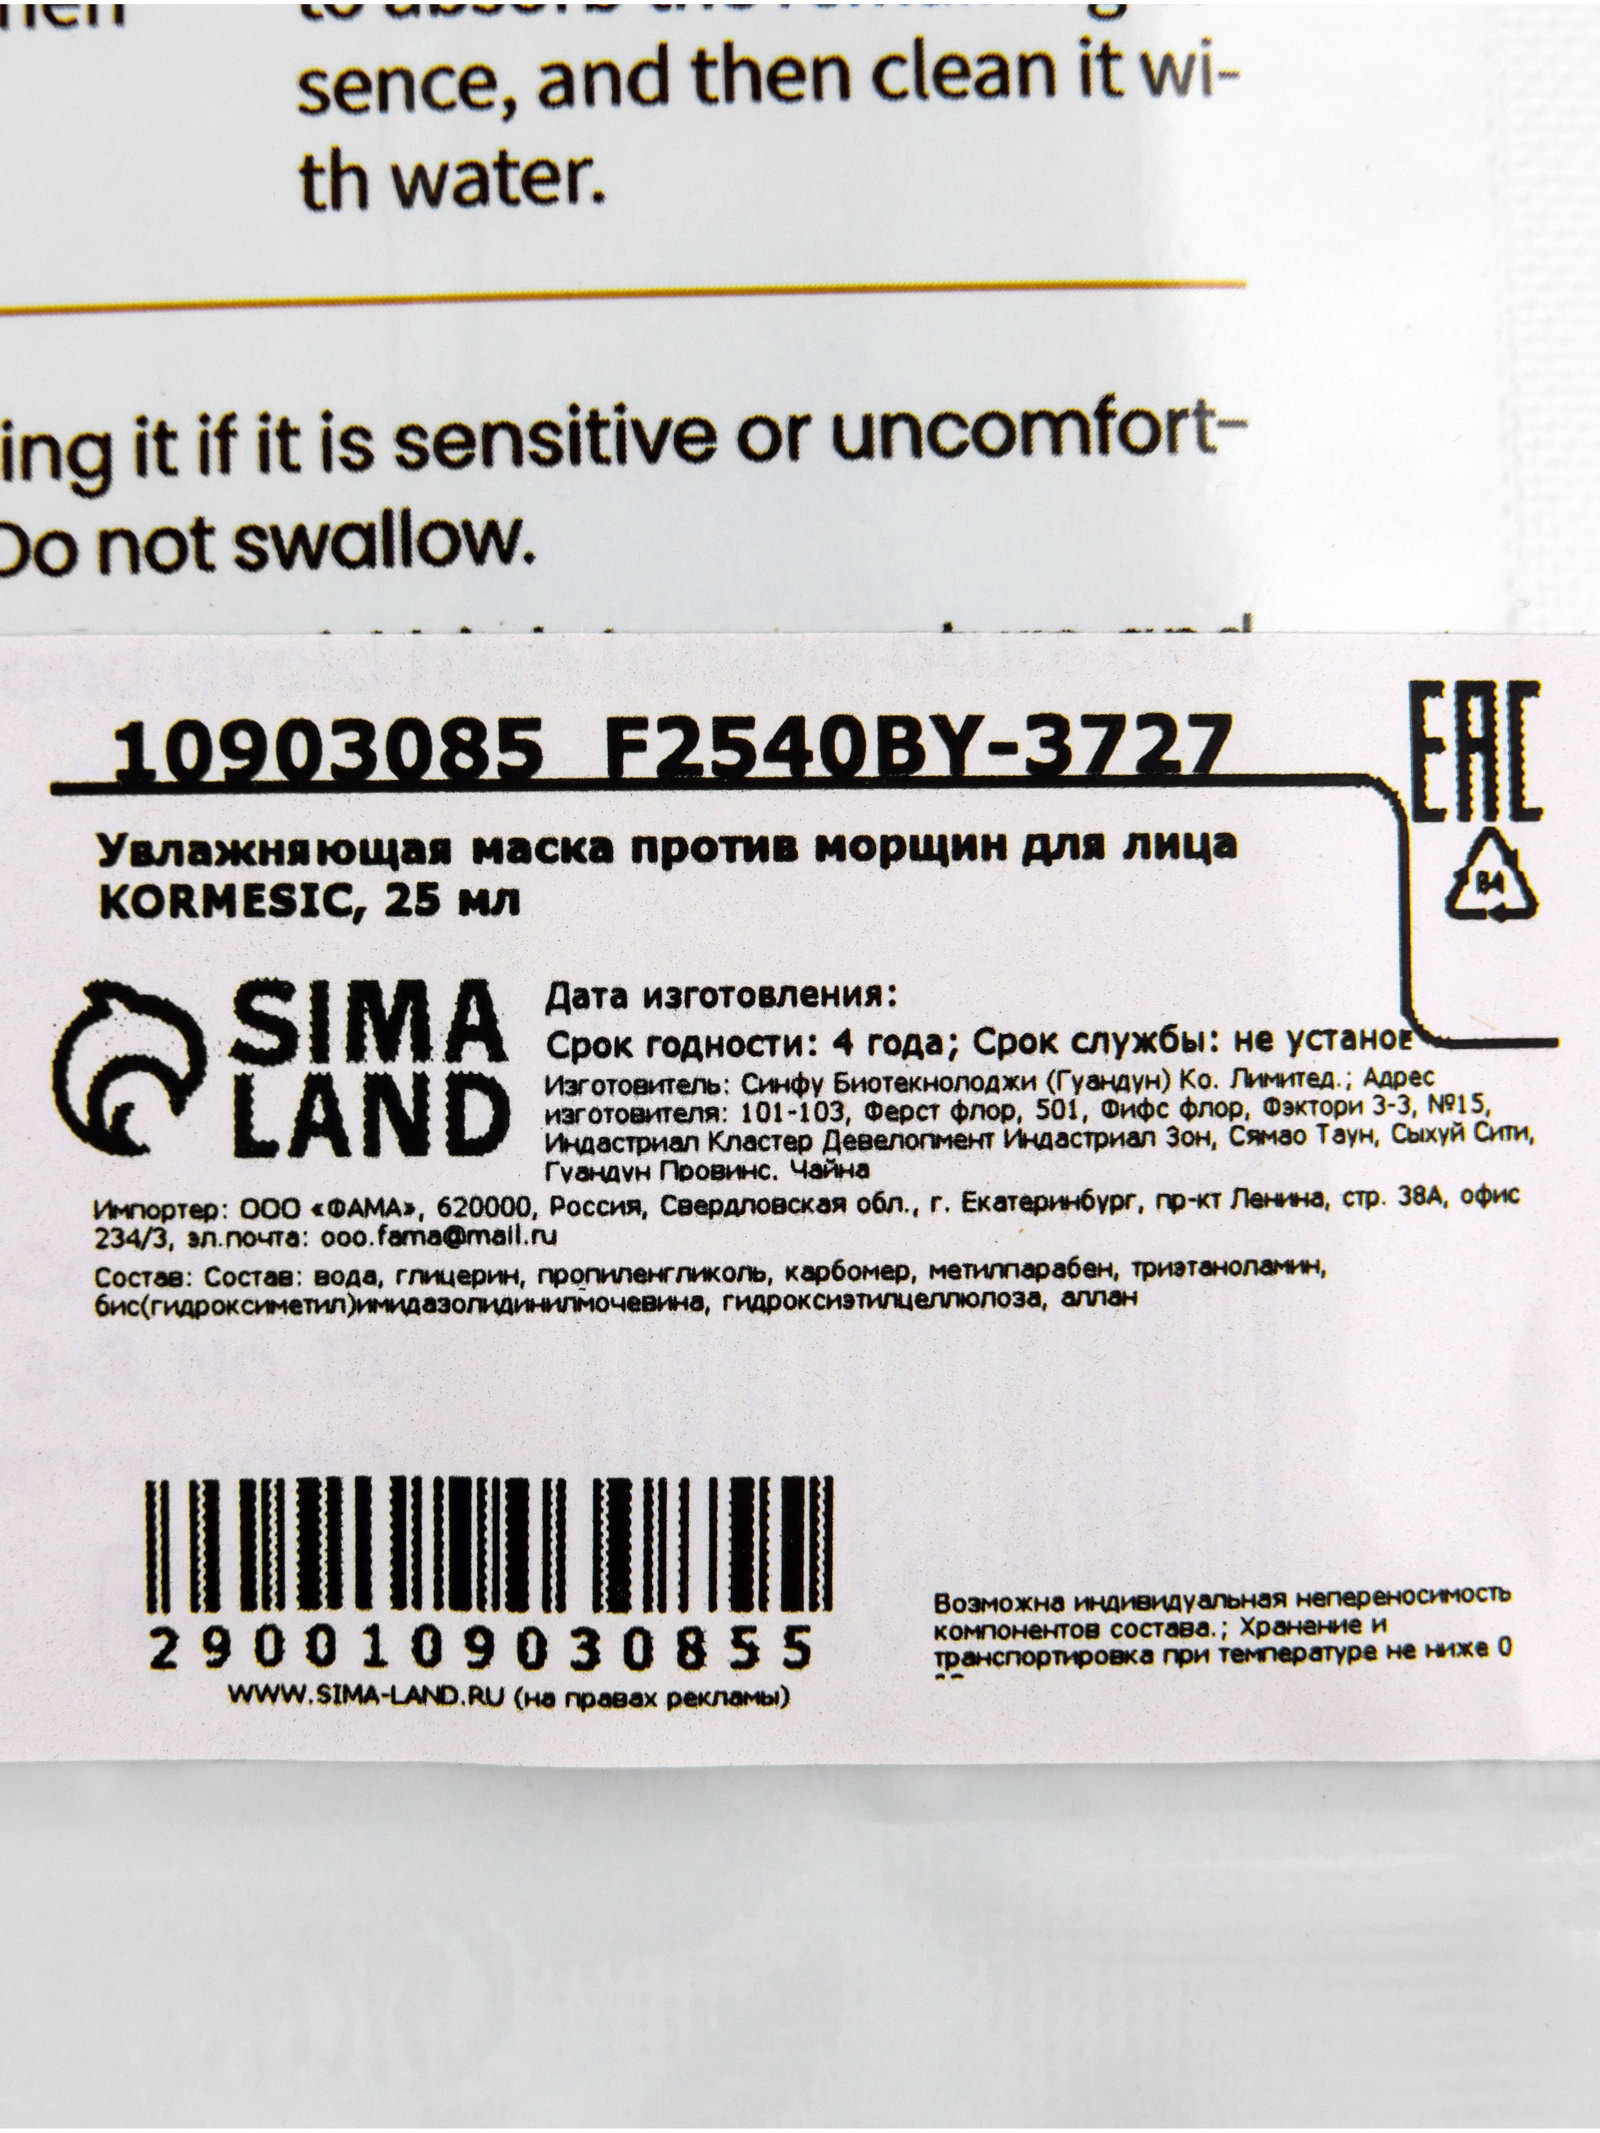 sence, and then clean it wi-
th water.
ing it if it is sensitive or uncomfort-
Do not swallow.
10903085 F2540BY-3727
EAC
Увлажняющая маска против морщин для лица
KORMESIC, 25 мл
84
SIMA
LAND
Дата изготовления:
Срок годности: 4 года; Срок службы: не установ
Изготовитель: Синфу Биотекнолоджи (Гуандун) Ко. Лимитед.; Адрес
изготовителя: 101-103, Ферст флор, 501, Фифс флор, Фэктори 3-3, №15,
Индастриал Кластер Девелопмент Индастриал Зон, Сямао Таун, Сыхуй Сити,
Гуандун Провинс. Чайна
Импортер: ООО «ФАМА», 620000, Россия, Свердловская обл., г. Екатеринбург, пр-кт Ленина, стр. 38А, офис
234/3, эл.почта: ooo.fama@mail.ru
Состав: Состав: вода, глицерин, пропиленгликоль, карбомер, метилпарабен, триэтаноламин,
бис(гидроксиметил)имидазолидинилмочевина, гидроксиэтилцеллюлоза, аллан
2900109030855
WWW.SIMA-LAND.RU (на правах рекламы)
Возможна индивидуальная непереносимость
компонентов состава.; Хранение и
транспортировка при температуре не ниже 0